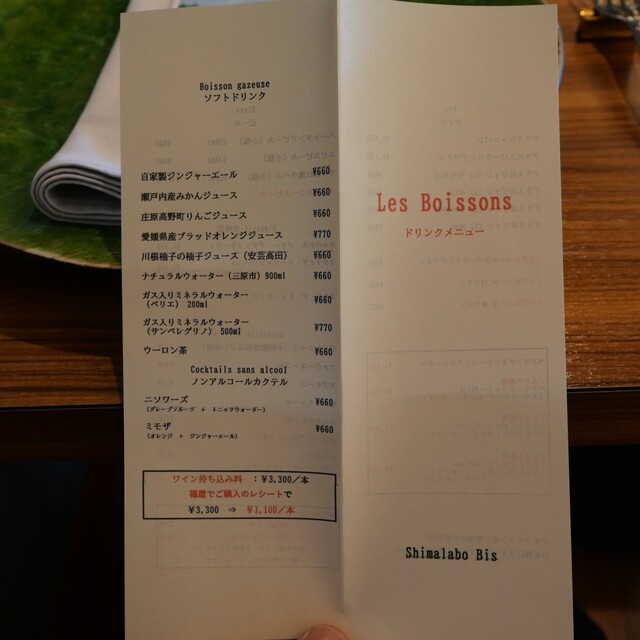 Boisson gazeuse
ソフトドリンク
自家製ジンジャーエール ¥660
瀬戸内産みかんジュース ¥660
庄原高野町りんごジュース ¥660
愛媛県産ブラッドオレンジジュース ¥770
川根柚子の柚子ジュース（安芸高田） ¥660
ナチュラルウォーター（三原市）900ml ¥660
ガス入りミネラルウォーター
（ペリエ） 200ml ¥660
ガス入りミネラルウォーター
（サンペレグリノ） 500ml ¥770
ウーロン茶 ¥660
Cocktails sans alcool
ノンアルコールカクテル
ニソワーズ ¥660
（グレープフルーツ ＋ トニックウォーター）
ミモザ ¥660
（オレンジ ＋ ジンジャーエール）
ワイン持ち込み料 ：¥3,300／本
福屋でご購入のレシートで
¥3,300 ⇒ ¥1,100／本
Les Boissons
ドリンクメニュー
Shimalabo Bis